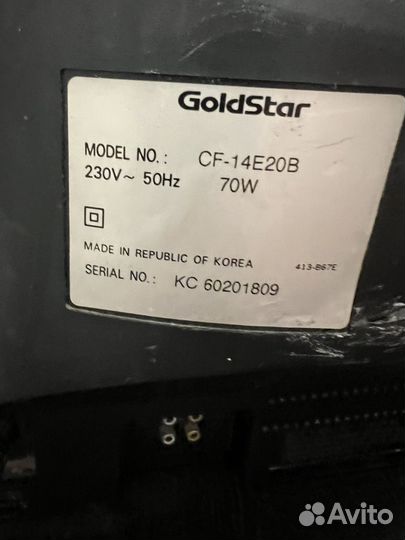 GoldStar
MODEL NO.: CF-14E20B
230V~ 50Hz 70W
MADE IN REPUBLIC OF KOREA 413-B67E
SERIAL NO.: KC 60201809
Avito